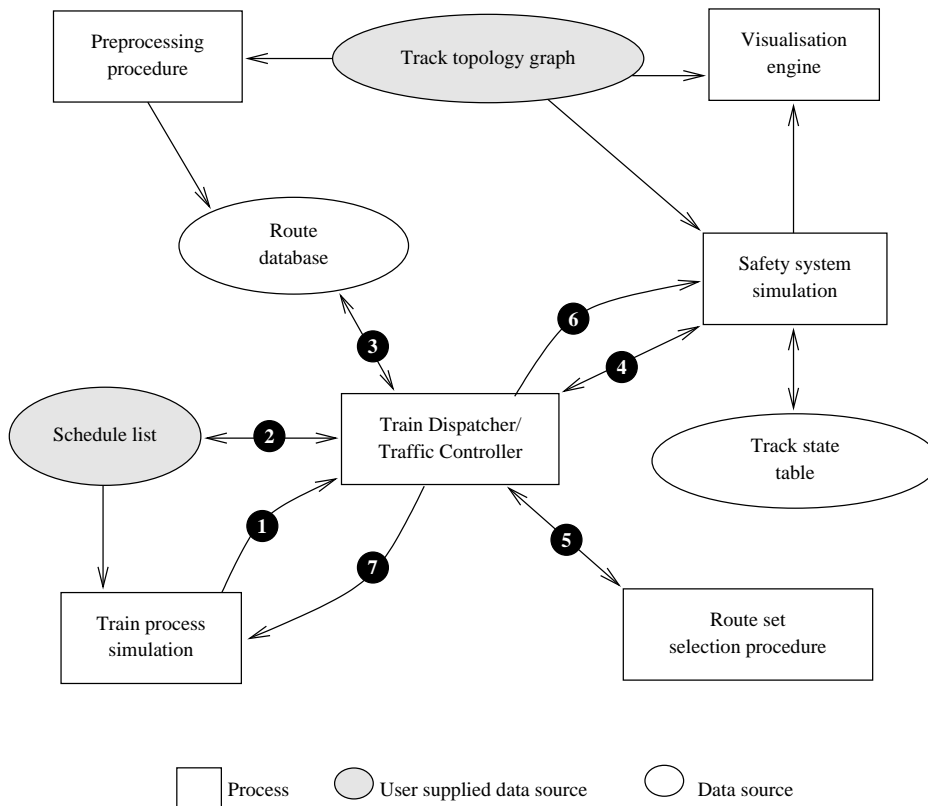 Preprocessing
procedure
Track topology graph
Visualisation
engine
Route
database
Safety system
simulation
6
3
4
Schedule list
2
Train Dispatcher/
Traffic Controller
Track state
table
1
5
7
Train process
simulation
Route set
selection procedure
Process
User supplied data source
Data source